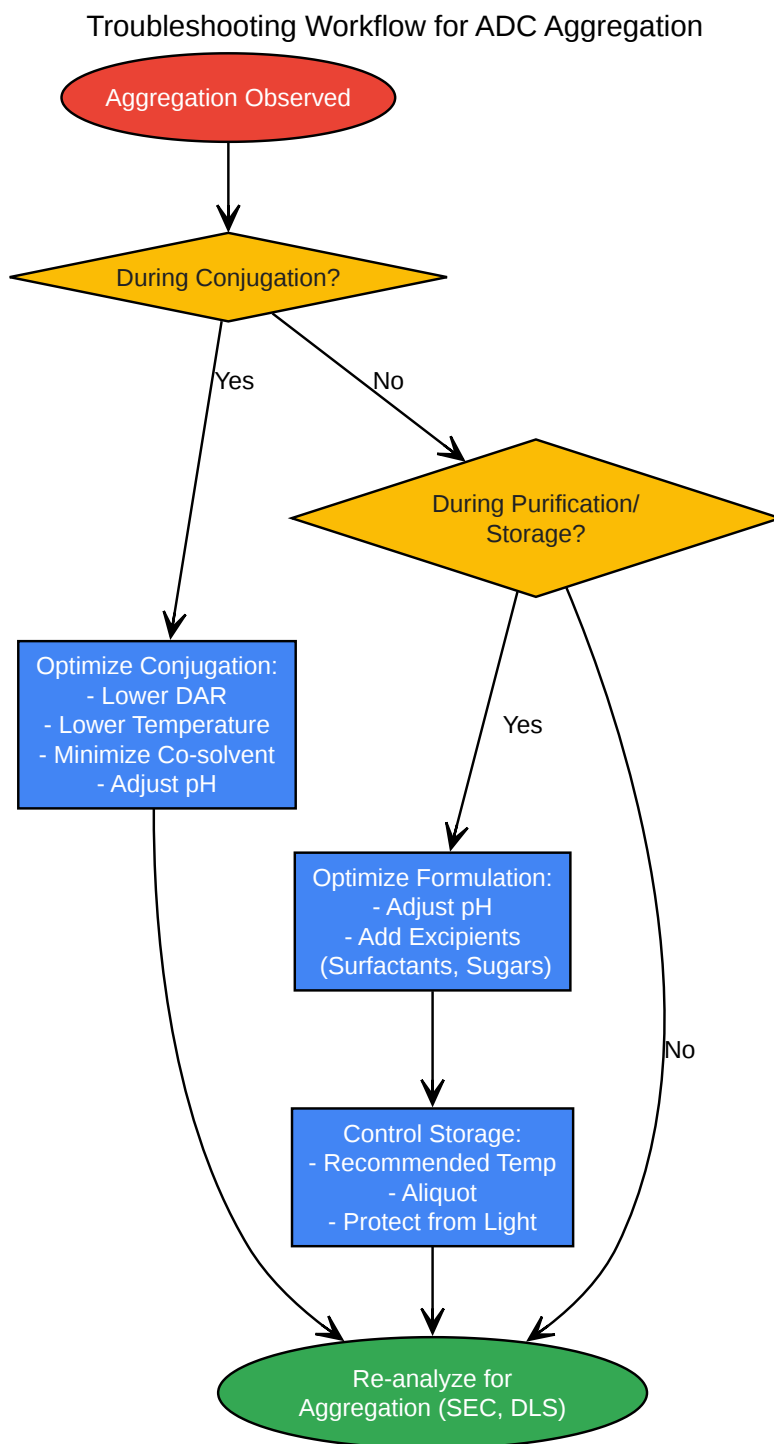 Troubleshooting Workflow for ADC Aggregation
Aggregation Observed
During Conjugation?
Yes
No
During Purification/
Storage?
Optimize Conjugation:
- Lower DAR
- Lower Temperature
- Minimize Co-solvent
- Adjust pH
Yes
Optimize Formulation:
- Adjust pH
- Add Excipients
(Surfactants, Sugars)
No
Control Storage:
- Recommended Temp
- Aliquot
- Protect from Light
Re-analyze for
Aggregation (SEC, DLS)